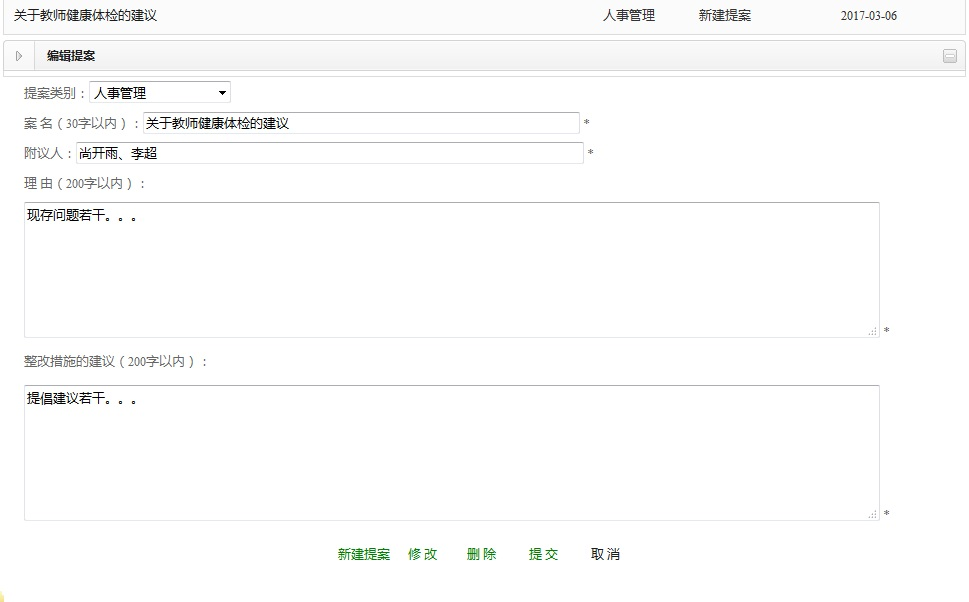 关于教师健康体检的建议 人事管理 新建提案 2017-03-06
编辑提案
提案类别： 人事管理
案 名（30字以内）： 关于教师健康体检的建议 *
附议人： 尚开雨、李超 *
理 由（200字以内）：
现存问题若干。。。
*
整改措施的建议（200字以内）：
提倡建议若干。。。
*
新建提案 修 改 删 除 提 交 取 消